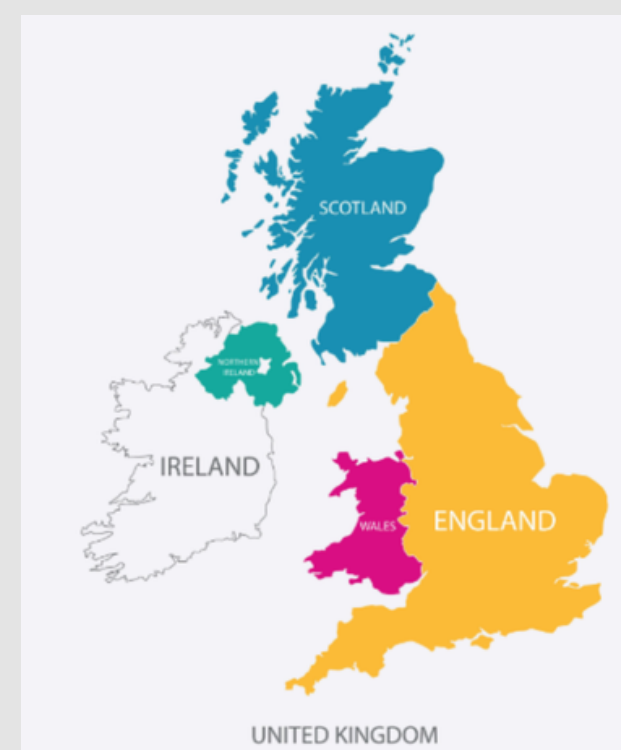 SCOTLAND
NORTHERN
IRELAND
IRELAND
WALES
ENGLAND
UNITED KINGDOM